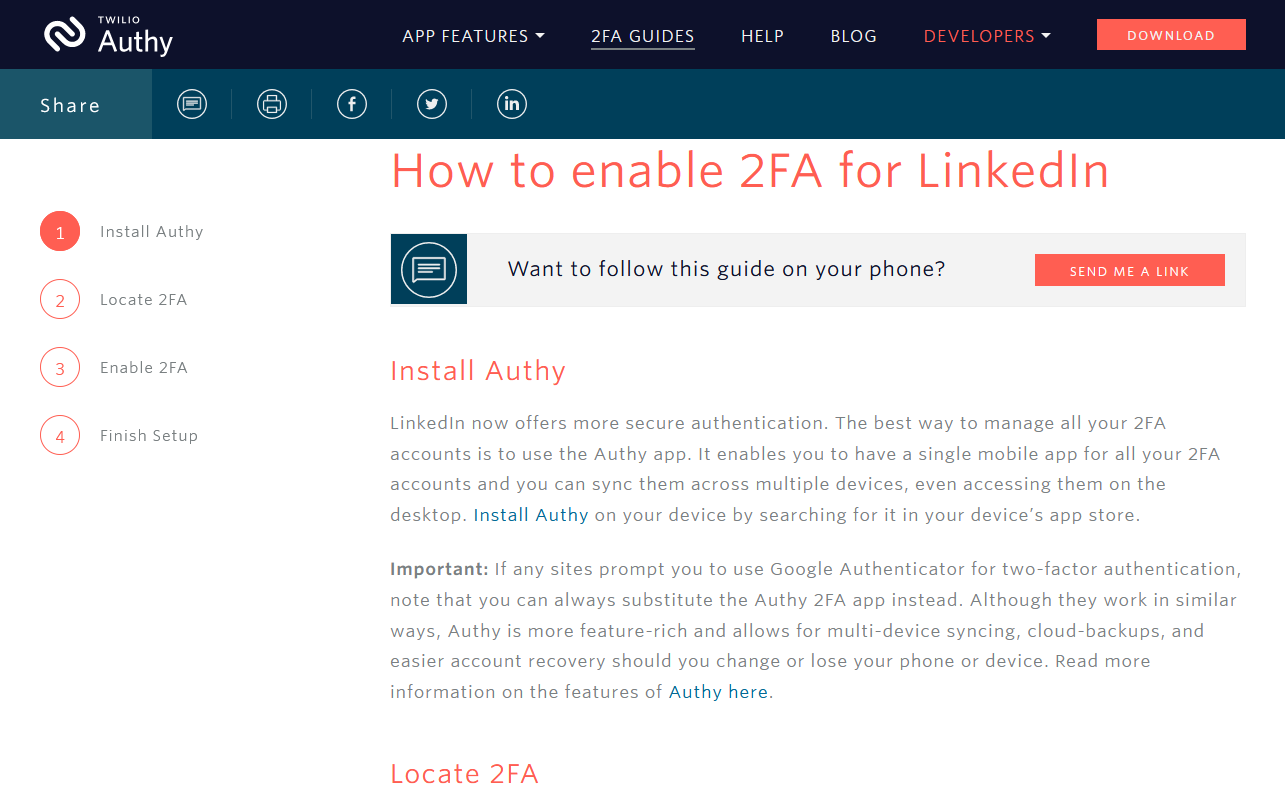 TWILIO
Authy
APP FEATURES
2FA GUIDES
HELP
BLOG
DEVELOPERS
DOWNLOAD
Share
How to enable 2FA for LinkedIn
1 Install Authy
2 Locate 2FA
3 Enable 2FA
4 Finish Setup
Want to follow this guide on your phone?
SEND ME A LINK
Install Authy
LinkedIn now offers more secure authentication. The best way to manage all your 2FA
accounts is to use the Authy app. It enables you to have a single mobile app for all your 2FA
accounts and you can sync them across multiple devices, even accessing them on the
desktop. Install Authy on your device by searching for it in your device’s app store.
Important: If any sites prompt you to use Google Authenticator for two-factor authentication,
note that you can always substitute the Authy 2FA app instead. Although they work in similar
ways, Authy is more feature-rich and allows for multi-device syncing, cloud-backups, and
easier account recovery should you change or lose your phone or device. Read more
information on the features of Authy here.
Locate 2FA